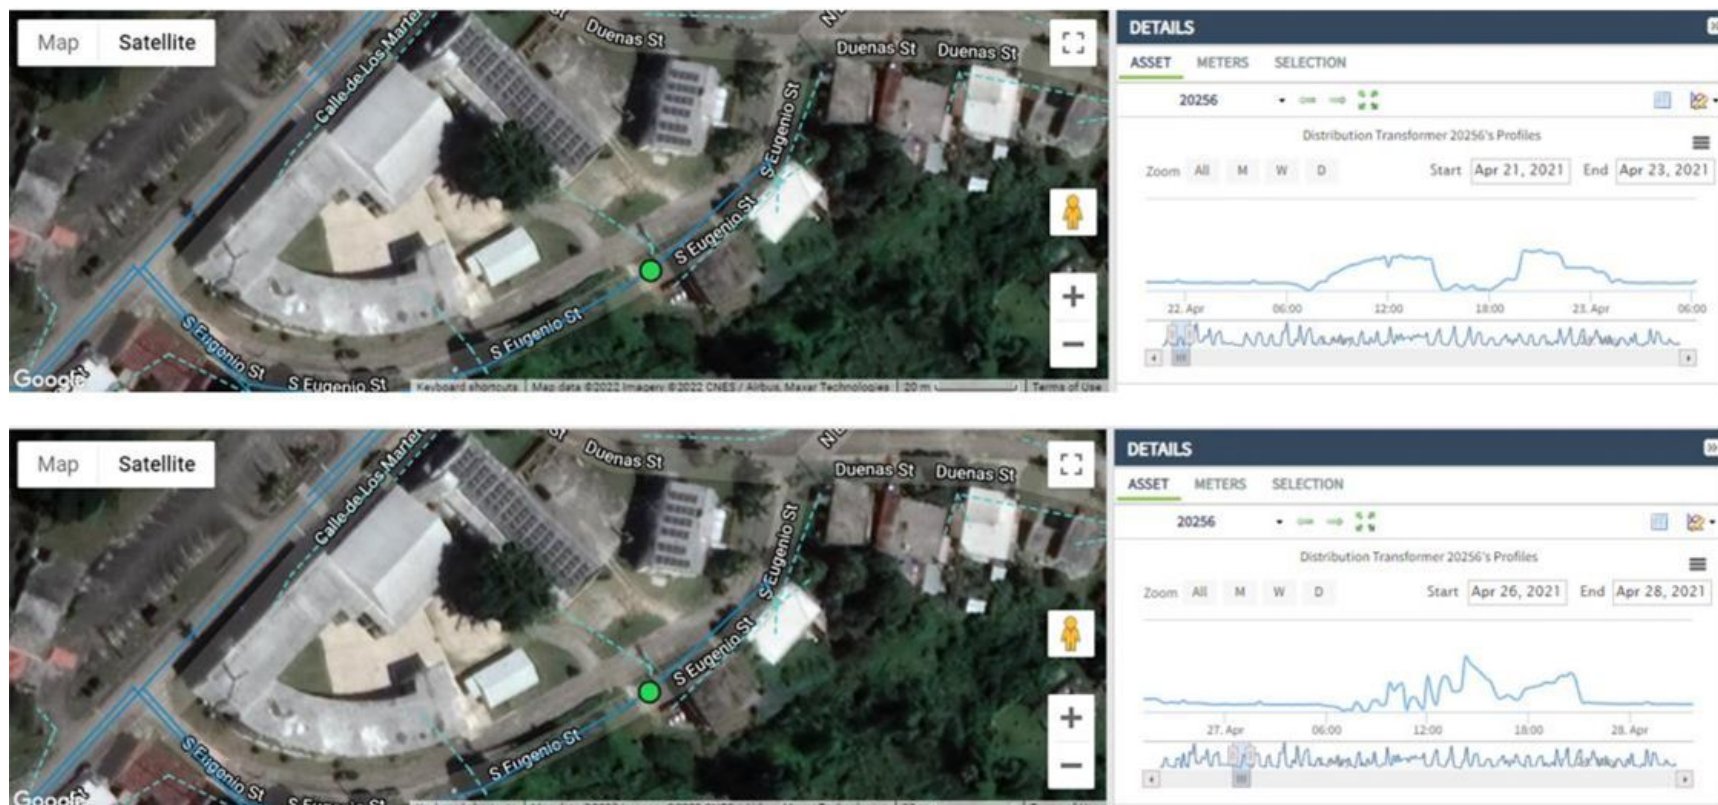 Map Satellite
Duenas St
Duenas St Duenas St
Calle de Los Marter
S Eugenio St
S Eugenio St
S Eugenio St
S Eugenio St
S Eugenio St
Google
Keyboard shortcuts Map data ©2022 Imagery ©2022 CNES / Airbus, Maxar Technologies 20 m Terms of Use
DETAILS
ASSET METERS SELECTION
20256
Distribution Transformer 20256's Profiles
Zoom All M W D Start Apr 21, 2021 End Apr 23, 2021
22. Apr 06:00 12:00 18:00 23. Apr 06:00
Map Satellite
Duenas St
Duenas St Duenas St
Calle de Los Marter
S Eugenio St
S Eugenio St
S Eugenio St
S Eugenio St
S Eugenio St
Google
DETAILS
ASSET METERS SELECTION
20256
Distribution Transformer 20256's Profiles
Zoom All M W D Start Apr 26, 2021 End Apr 28, 2021
27. Apr 06:00 12:00 18:00 28. Apr